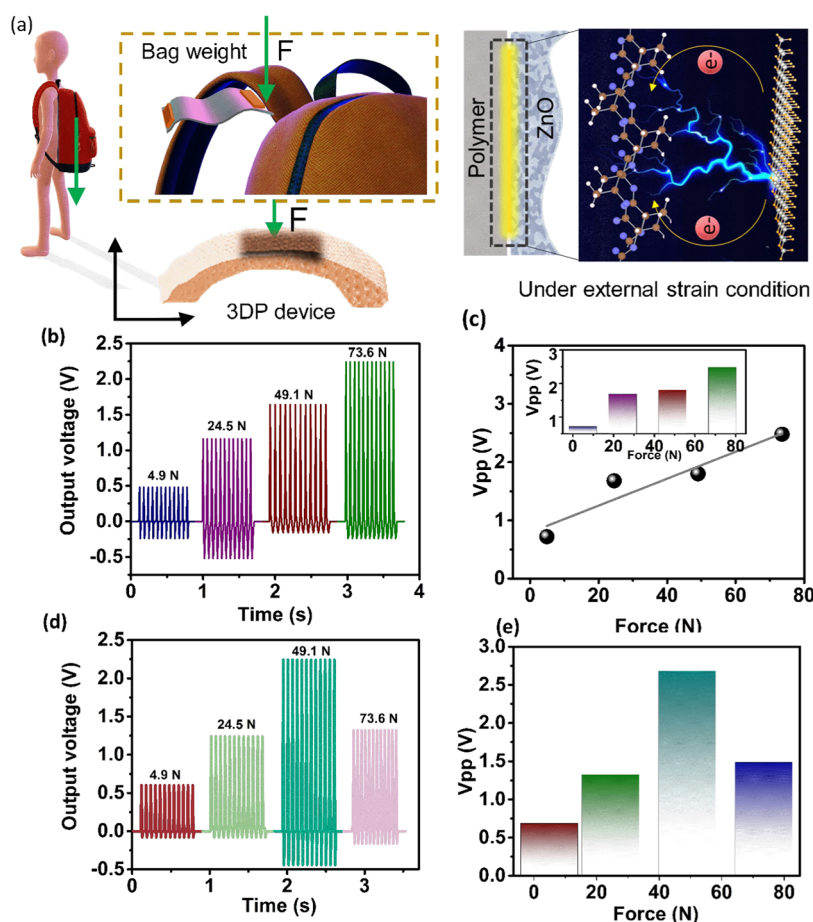 (a)
Bag weight
F
F
3DP device
Polymer
ZnO
e-
e-
Under external strain condition
(b)
2.5
2.0
1.5
1.0
0.5
0.0
-0.5
Output voltage (V)
4.9 N
24.5 N
49.1 N
73.6 N
0
1
2
3
4
Time (s)
(c)
4
3
2
1
0
Vpp (V)
3
2
1
Vpp (V)
0
20
40
60
80
Force (N)
0
20
40
60
80
Force (N)
(d)
2.5
2.0
1.5
1.0
0.5
0.0
-0.5
Output voltage (V)
4.9 N
24.5 N
49.1 N
73.6 N
0
1
2
3
Time (s)
(e)
3.0
2.5
2.0
1.5
1.0
0.5
0.0
Vpp (V)
0
20
40
60
80
Force (N)